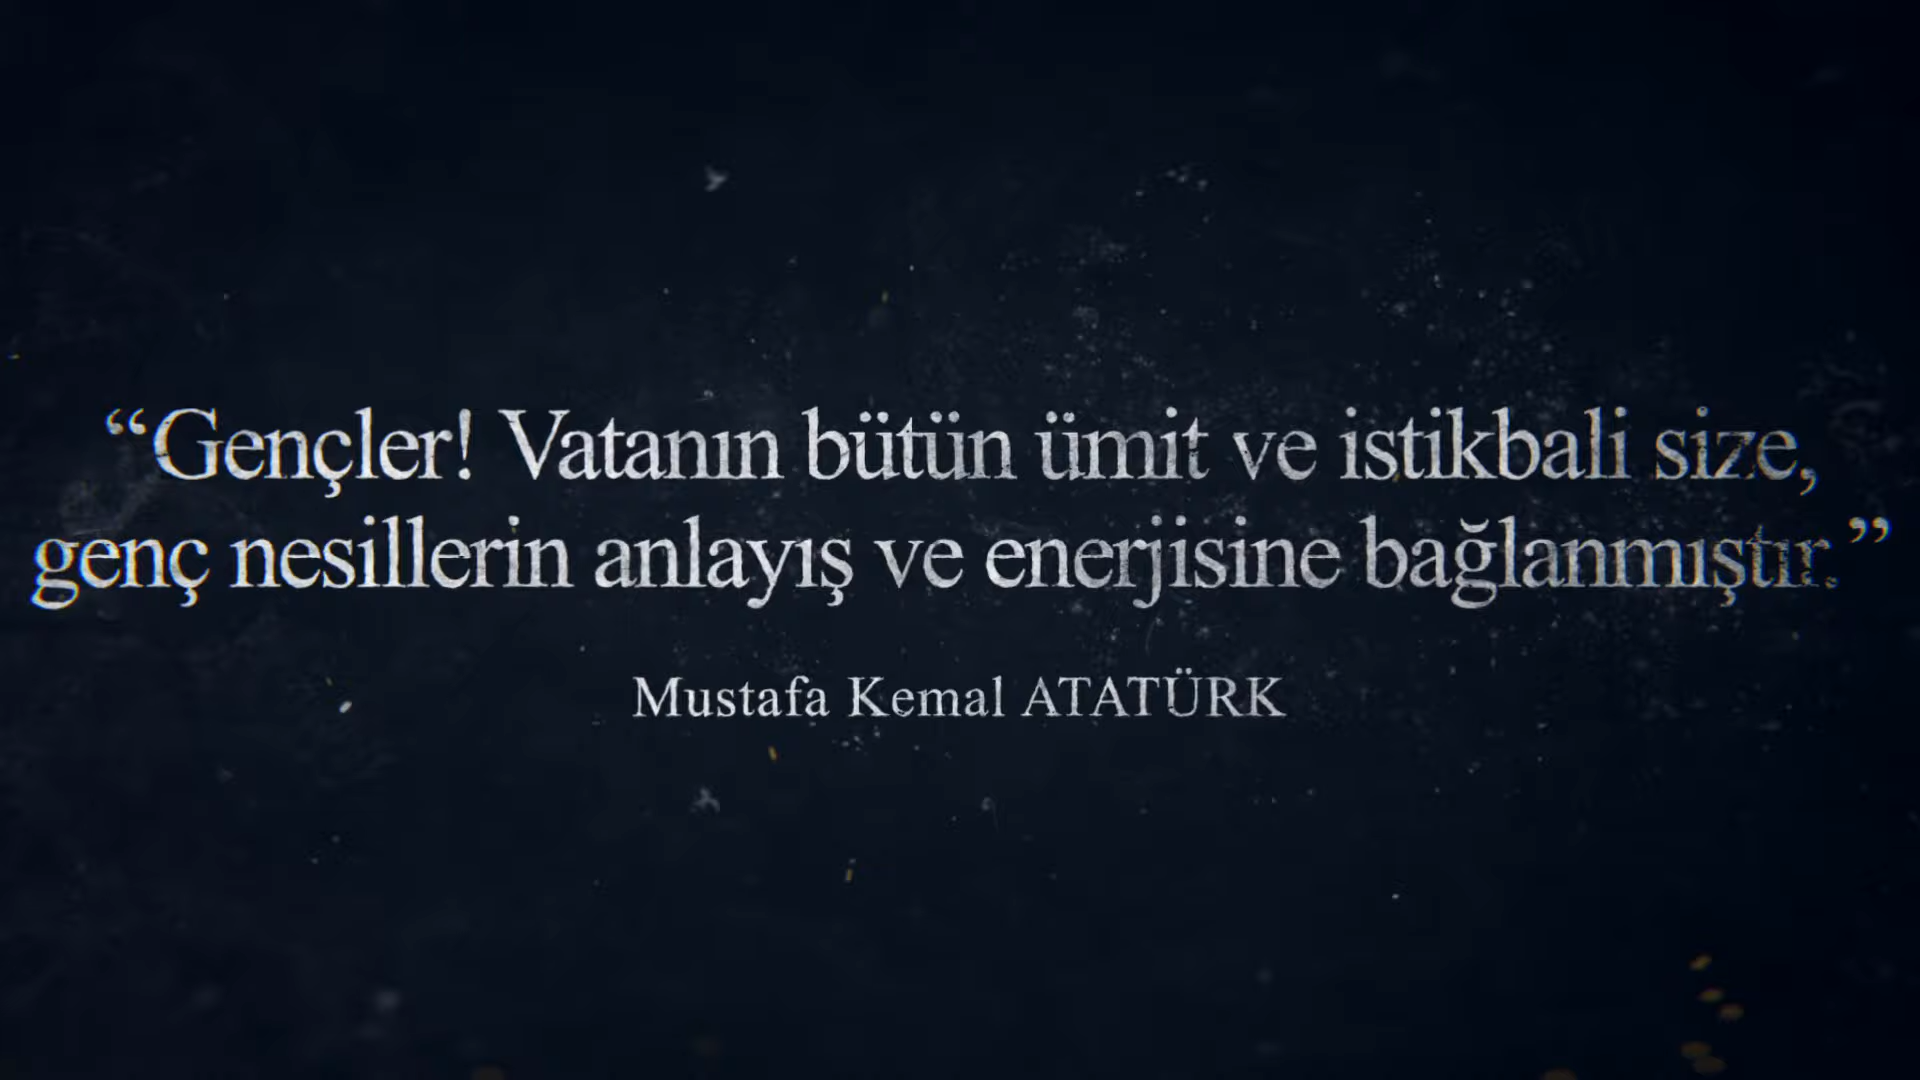 “Gençler! Vatanın bütün ümit ve istikbali size,
genç nesillerin anlayış ve enerjisine bağlanmıştır.”
Mustafa Kemal ATATÜRK